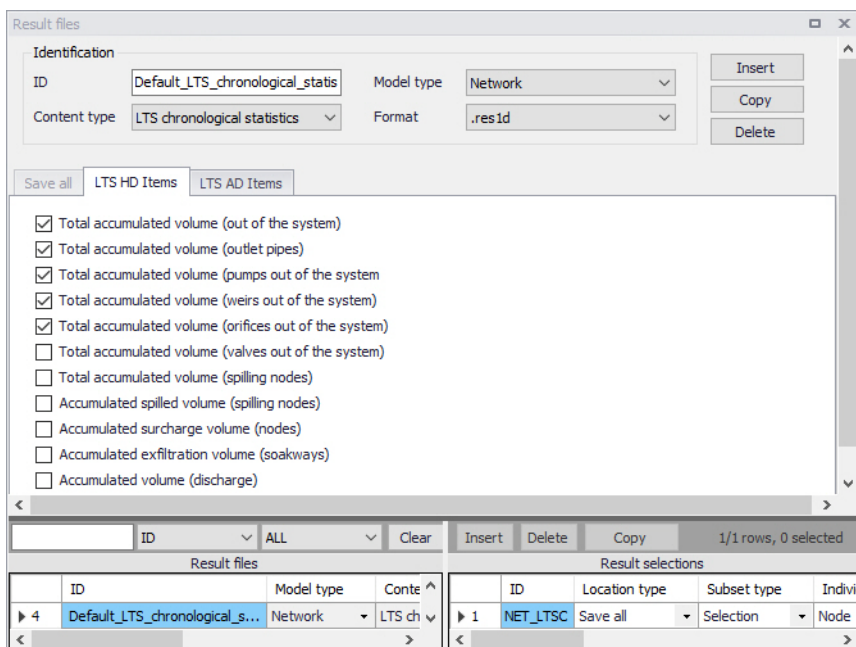 Result files
Identification
ID Default_LTS_chronological_statis Model type Network Insert
Copy
Content type LTS chronological statistics Format .res1d
Delete
Save all LTS HD Items LTS AD Items
Total accumulated volume (out of the system)
Total accumulated volume (outlet pipes)
Total accumulated volume (pumps out of the system
Total accumulated volume (weirs out of the system)
Total accumulated volume (orifices out of the system)
Total accumulated volume (valves out of the system)
Total accumulated volume (spilling nodes)
Accumulated spilled volume (spilling nodes)
Accumulated surcharge volume (nodes)
Accumulated exfiltration volume (soakways)
Accumulated volume (discharge)
ID ALL Clear Insert Delete Copy 1/1 rows, 0 selected
Result files Result selections
ID Model type Conte ID Location type Subset type Indivi
4 Default_LTS_chronological_s... Network LTS ch 1 NET_LTSC Save all Selection Node